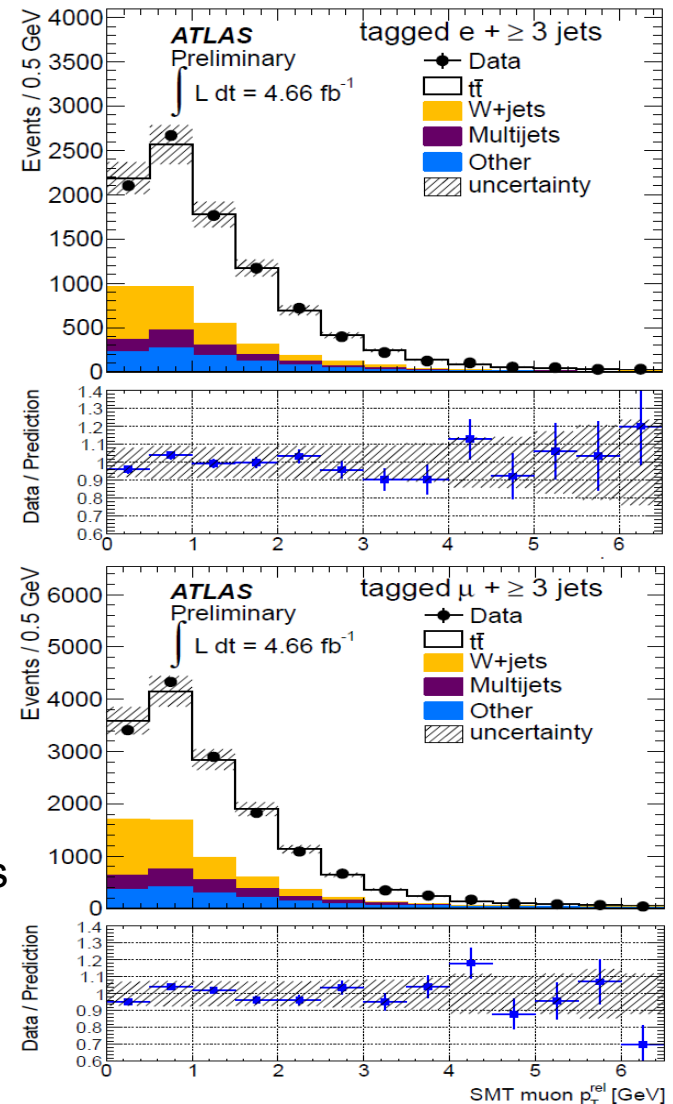 4000
ATLAS
tagged e + ≥ 3 jets
Preliminary
Data
∫ L dt = 4.66 fb⁻¹
tt̄
W+jets
Multijets
Other
uncertainty
Events / 0.5 GeV
3500
3000
2500
2000
1500
1000
500
0
1.4
1.3
1.2
1.1
1
0.9
0.8
0.7
0.6
Data / Prediction
0 1 2 3 4 5 6
ATLAS
tagged μ + ≥ 3 jets
Preliminary
Data
∫ L dt = 4.66 fb⁻¹
tt̄
W+jets
Multijets
Other
uncertainty
Events / 0.5 GeV
6000
5000
4000
3000
2000
1000
0
s
1.4
1.3
1.2
1.1
1
0.9
0.8
0.7
0.6
Data / Prediction
0 1 2 3 4 5 6
SMT muon p_T^rel [GeV]